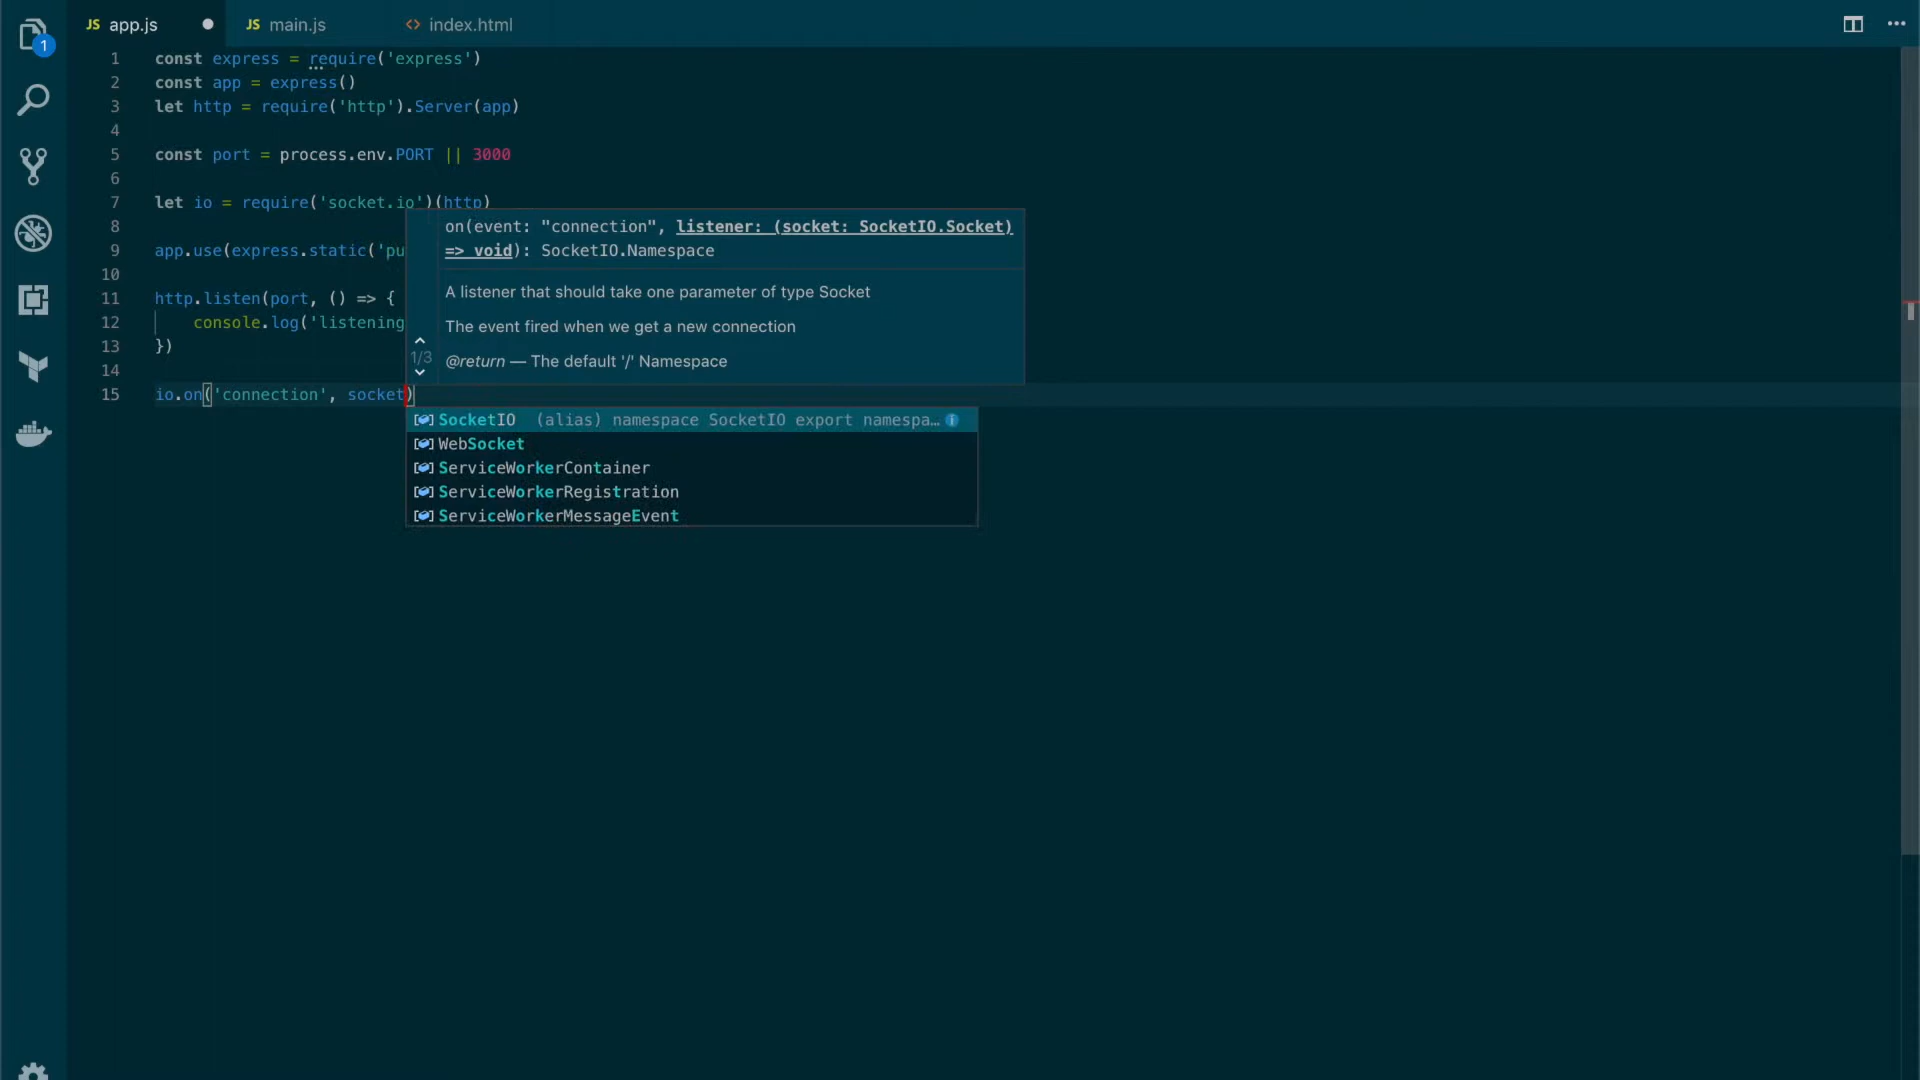 JS app.js
JS main.js
<> index.html
1
1 const express = require('express')
2 const app = express()
3 let http = require('http').Server(app)
4
5 const port = process.env.PORT || 3000
6
7 let io = require('socket.io')(http)
8
9 app.use(express.static('pu
10
11 http.listen(port, () => {
12 console.log('listening
13 })
14
15 io.on('connection', socket)
on(event: "connection", listener: (socket: SocketIO.Socket)
=> void): SocketIO.Namespace
A listener that should take one parameter of type Socket
The event fired when we get a new connection
1/3
@return — The default '/' Namespace
SocketIO (alias) namespace SocketIO export namespa…
WebSocket
ServiceWorkerContainer
ServiceWorkerRegistration
ServiceWorkerMessageEvent